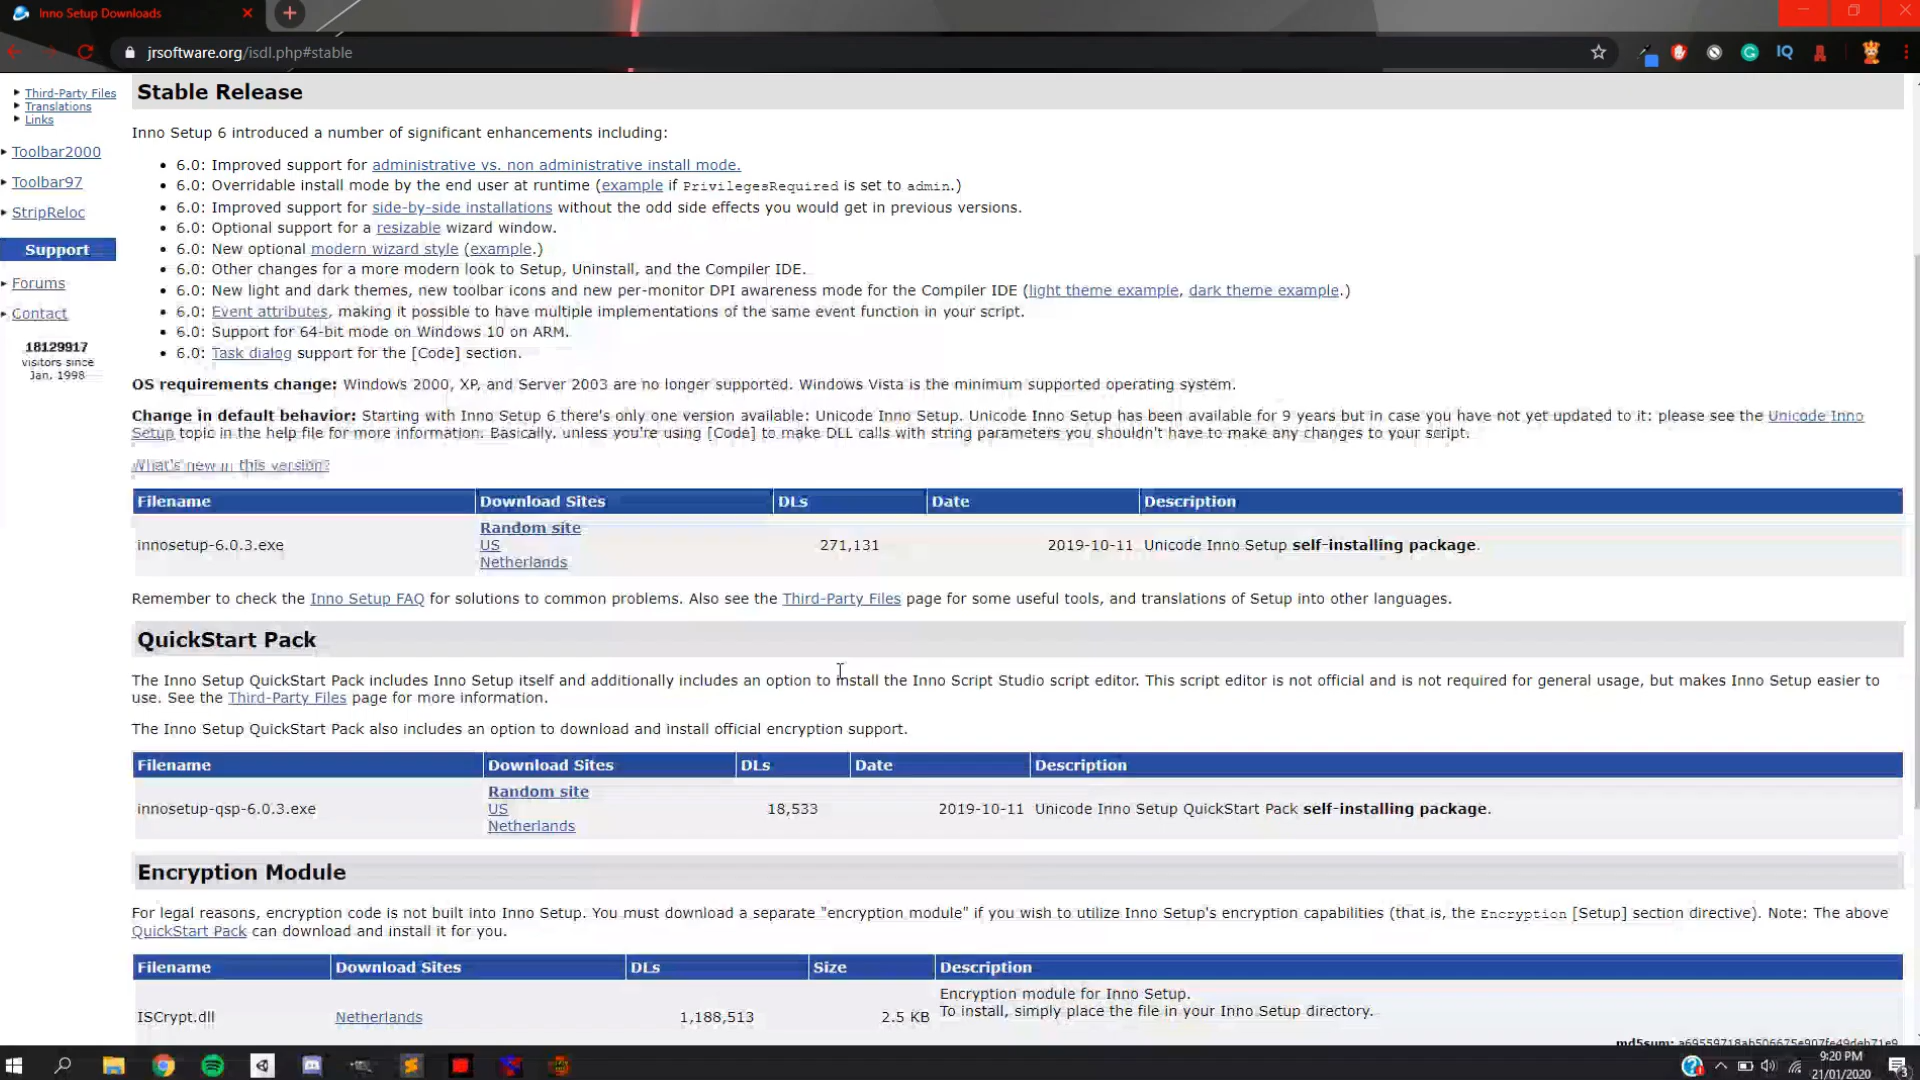 Inno Setup Downloads
jrsoftware.org/isdl.php#stable
IQ
Third-Party Files
Translations
Links
Toolbar2000
Toolbar97
StripReloc
Support
Forums
Contact
18129917
visitors since
Jan, 1998
Stable Release
Inno Setup 6 introduced a number of significant enhancements including:
6.0: Improved support for administrative vs. non administrative install mode.
6.0: Overridable install mode by the end user at runtime (example if PrivilegesRequired is set to admin.)
6.0: Improved support for side-by-side installations without the odd side effects you would get in previous versions.
6.0: Optional support for a resizable wizard window.
6.0: New optional modern wizard style (example.)
6.0: Other changes for a more modern look to Setup, Uninstall, and the Compiler IDE.
6.0: New light and dark themes, new toolbar icons and new per-monitor DPI awareness mode for the Compiler IDE (light theme example, dark theme example.)
6.0: Event attributes, making it possible to have multiple implementations of the same event function in your script.
6.0: Support for 64-bit mode on Windows 10 on ARM.
6.0: Task dialog support for the [Code] section.
OS requirements change: Windows 2000, XP, and Server 2003 are no longer supported. Windows Vista is the minimum supported operating system.
Change in default behavior: Starting with Inno Setup 6 there's only one version available: Unicode Inno Setup. Unicode Inno Setup has been available for 9 years but in case you have not yet updated to it: please see the Unicode Inno
Setup topic in the help file for more information. Basically, unless you're using [Code] to make DLL calls with string parameters you shouldn't have to make any changes to your script.
What's new in this version?
Filename Download Sites DLs Date Description
innosetup-6.0.3.exe Random site 271,131 2019-10-11 Unicode Inno Setup self-installing package.
US
Netherlands
Remember to check the Inno Setup FAQ for solutions to common problems. Also see the Third-Party Files page for some useful tools, and translations of Setup into other languages.
QuickStart Pack
The Inno Setup QuickStart Pack includes Inno Setup itself and additionally includes an option to install the Inno Script Studio script editor. This script editor is not official and is not required for general usage, but makes Inno Setup easier to
use. See the Third-Party Files page for more information.
The Inno Setup QuickStart Pack also includes an option to download and install official encryption support.
Filename Download Sites DLs Date Description
innosetup-qsp-6.0.3.exe Random site 18,533 2019-10-11 Unicode Inno Setup QuickStart Pack self-installing package.
US
Netherlands
Encryption Module
For legal reasons, encryption code is not built into Inno Setup. You must download a separate "encryption module" if you wish to utilize Inno Setup's encryption capabilities (that is, the Encryption [Setup] section directive). Note: The above
QuickStart Pack can download and install it for you.
Filename Download Sites DLs Size Description
Encryption module for Inno Setup.
To install, simply place the file in your Inno Setup directory.
ISCrypt.dll Netherlands 1,188,513 2.5 KB
md5sum:
9:20 PM
21/01/2020